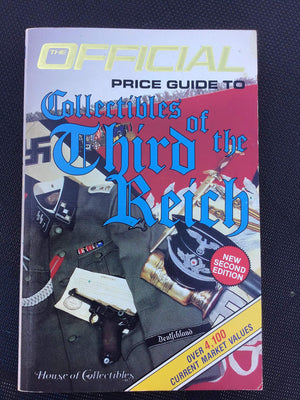 THE
OFFICIAL
PRICE GUIDE TO
Collectibles
of the
Third
Reich
NEW
SECOND
EDITION
Deutschland
OVER 4,100
CURRENT MARKET VALUES
House of Collectibles